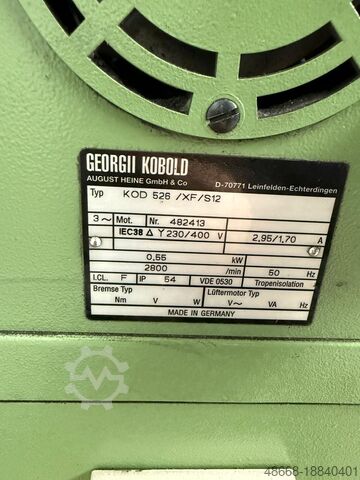 GEORGII KOBOLD
AUGUST HEINE GmbH & Co D-70771 Leinfelden-Echterdingen
Typ KOD 526 /XF/S12
3~ Mot. Nr. 482413
IEC38 Δ Y 230/400 V 2,95/1,70 A
0,55 kW
2800 /min 50 Hz
I.CL. F IP 54 VDE 0530 Tropenisolation
Bremse Typ Lüftermotor Typ
Nm V W V~ VA Hz
MADE IN GERMANY
48668-18840401